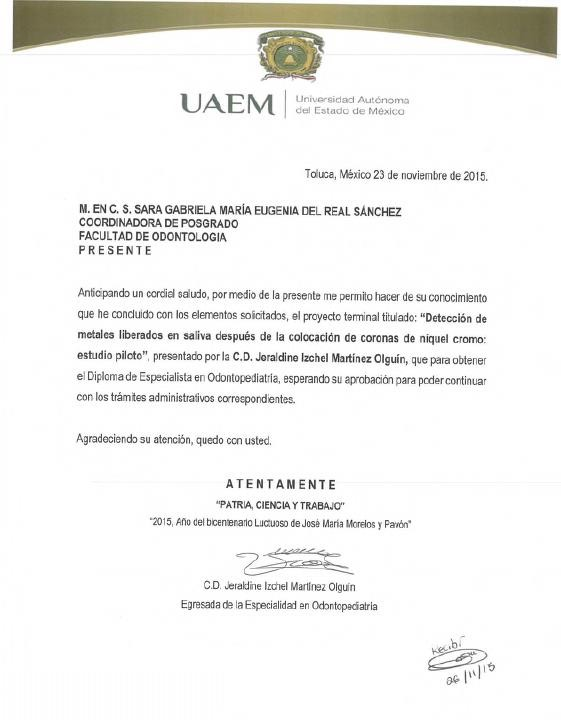 UAEM
Universidad Autónoma
del Estado de México
Toluca, México 23 de noviembre de 2015.
M. EN C. S. SARA GABRIELA MARÍA EUGENIA DEL REAL SÁNCHEZ
COORDINADORA DE POSGRADO
FACULTAD DE ODONTOLOGIA
P R E S E N T E
Anticipando un cordial saludo, por medio de la presente me permito hacer de su conocimiento
que he concluido con los elementos solicitados, el proyecto terminal titulado: “Detección de
metales liberados en saliva después de la colocación de coronas de níquel cromo:
estudio piloto”, presentado por la C.D. Jeraldine Izchel Martínez Olguín, que para obtener
el Diploma de Especialista en Odontopediatría, esperando su aprobación para poder continuar
con los trámites administrativos correspondientes.
Agradeciendo su atención, quedo con usted.
A T E N T A M E N T E
“PATRIA, CIENCIA Y TRABAJO”
“2015, Año del bicentenario Luctuoso de José María Morelos y Pavón”
C.D. Jeraldine Izchel Martínez Olguín
Egresada de la Especialidad en Odontopediatría
Recibí
26/11/15